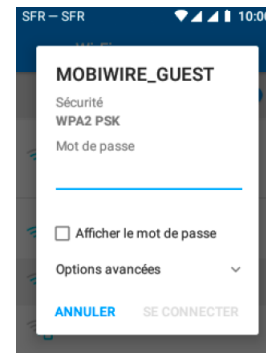 SFR — SFR 10:00
MOBIWIRE_GUEST
Sécurité
WPA2 PSK
Mot de passe
Afficher le mot de passe
Options avancées
ANNULER SE CONNECTER